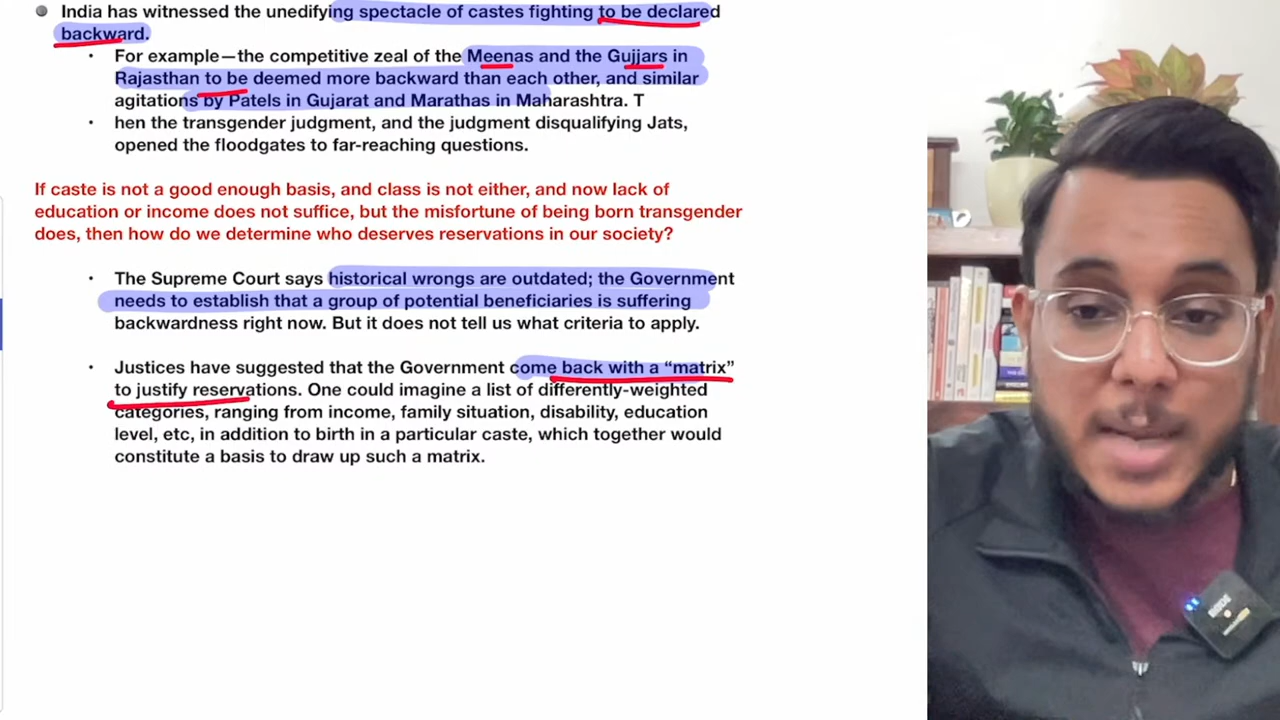 India has witnessed the unedifying spectacle of castes fighting to be declared
backward.
For example—the competitive zeal of the Meenas and the Gujjars in
Rajasthan to be deemed more backward than each other, and similar
agitations by Patels in Gujarat and Marathas in Maharashtra. T
hen the transgender judgment, and the judgment disqualifying Jats,
opened the floodgates to far-reaching questions.
If caste is not a good enough basis, and class is not either, and now lack of
education or income does not suffice, but the misfortune of being born transgender
does, then how do we determine who deserves reservations in our society?
The Supreme Court says historical wrongs are outdated; the Government
needs to establish that a group of potential beneficiaries is suffering
backwardness right now. But it does not tell us what criteria to apply.
Justices have suggested that the Government come back with a “matrix”
to justify reservations. One could imagine a list of differently-weighted
categories, ranging from income, family situation, disability, education
level, etc, in addition to birth in a particular caste, which together would
constitute a basis to draw up such a matrix.